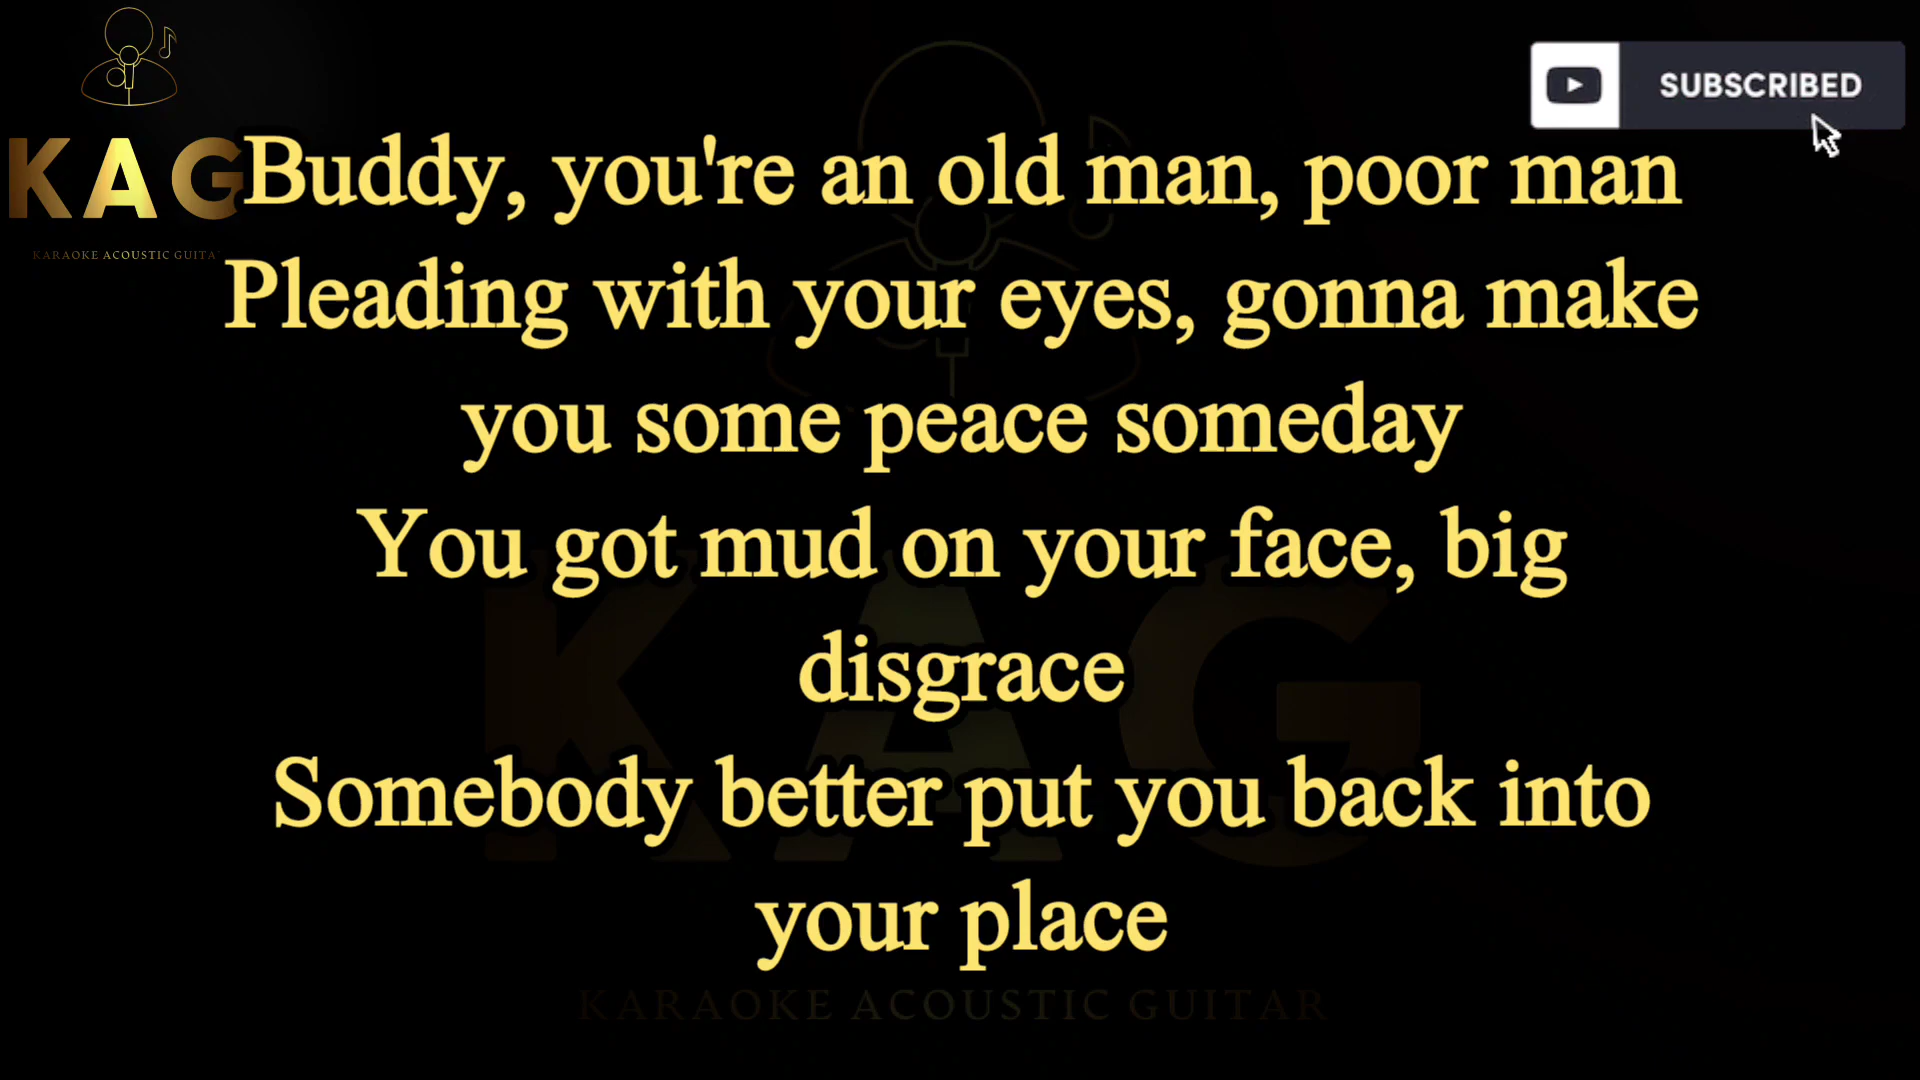 KAG
KARAOKE ACOUSTIC GUITA
SUBSCRIBED
Buddy, you're an old man, poor man
Pleading with your eyes, gonna make
you some peace someday
You got mud on your face, big
disgrace
Somebody better put you back into
your place
KAG
KARAOKE ACOUSTIC GUITAR